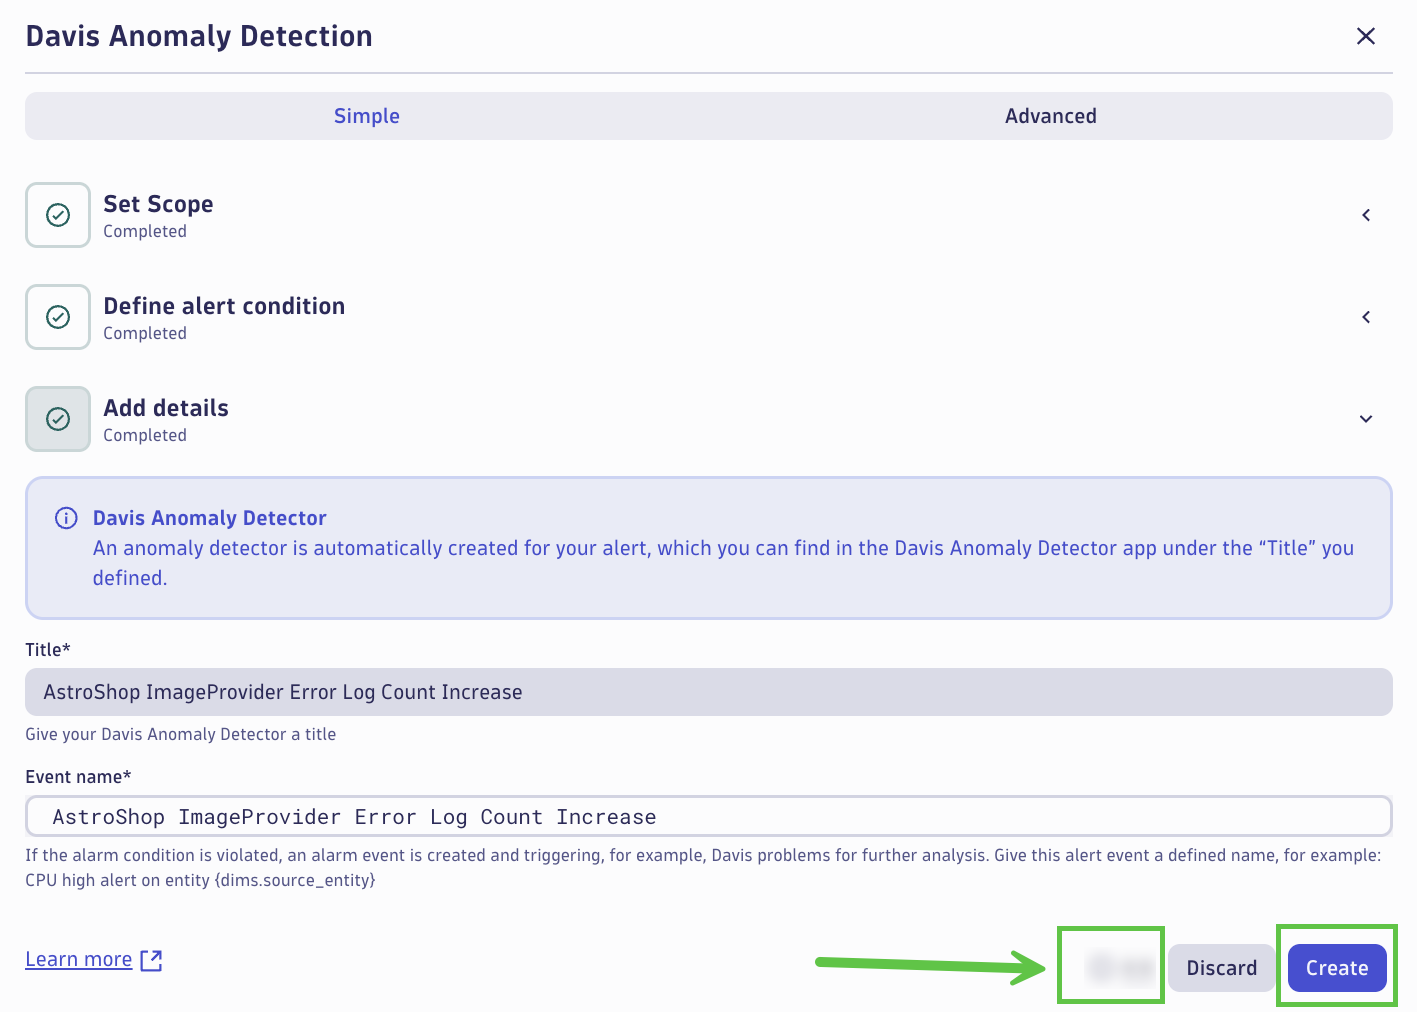 Davis Anomaly Detection
Simple
Advanced
Set Scope
Completed
Define alert condition
Completed
Add details
Completed
Davis Anomaly Detector
An anomaly detector is automatically created for your alert, which you can find in the Davis Anomaly Detector app under the “Title” you
defined.
Title*
AstroShop ImageProvider Error Log Count Increase
Give your Davis Anomaly Detector a title
Event name*
AstroShop ImageProvider Error Log Count Increase
If the alarm condition is violated, an alarm event is created and triggering, for example, Davis problems for further analysis. Give this alert event a defined name, for example:
CPU high alert on entity {dims.source_entity}
Learn more
Discard
Create